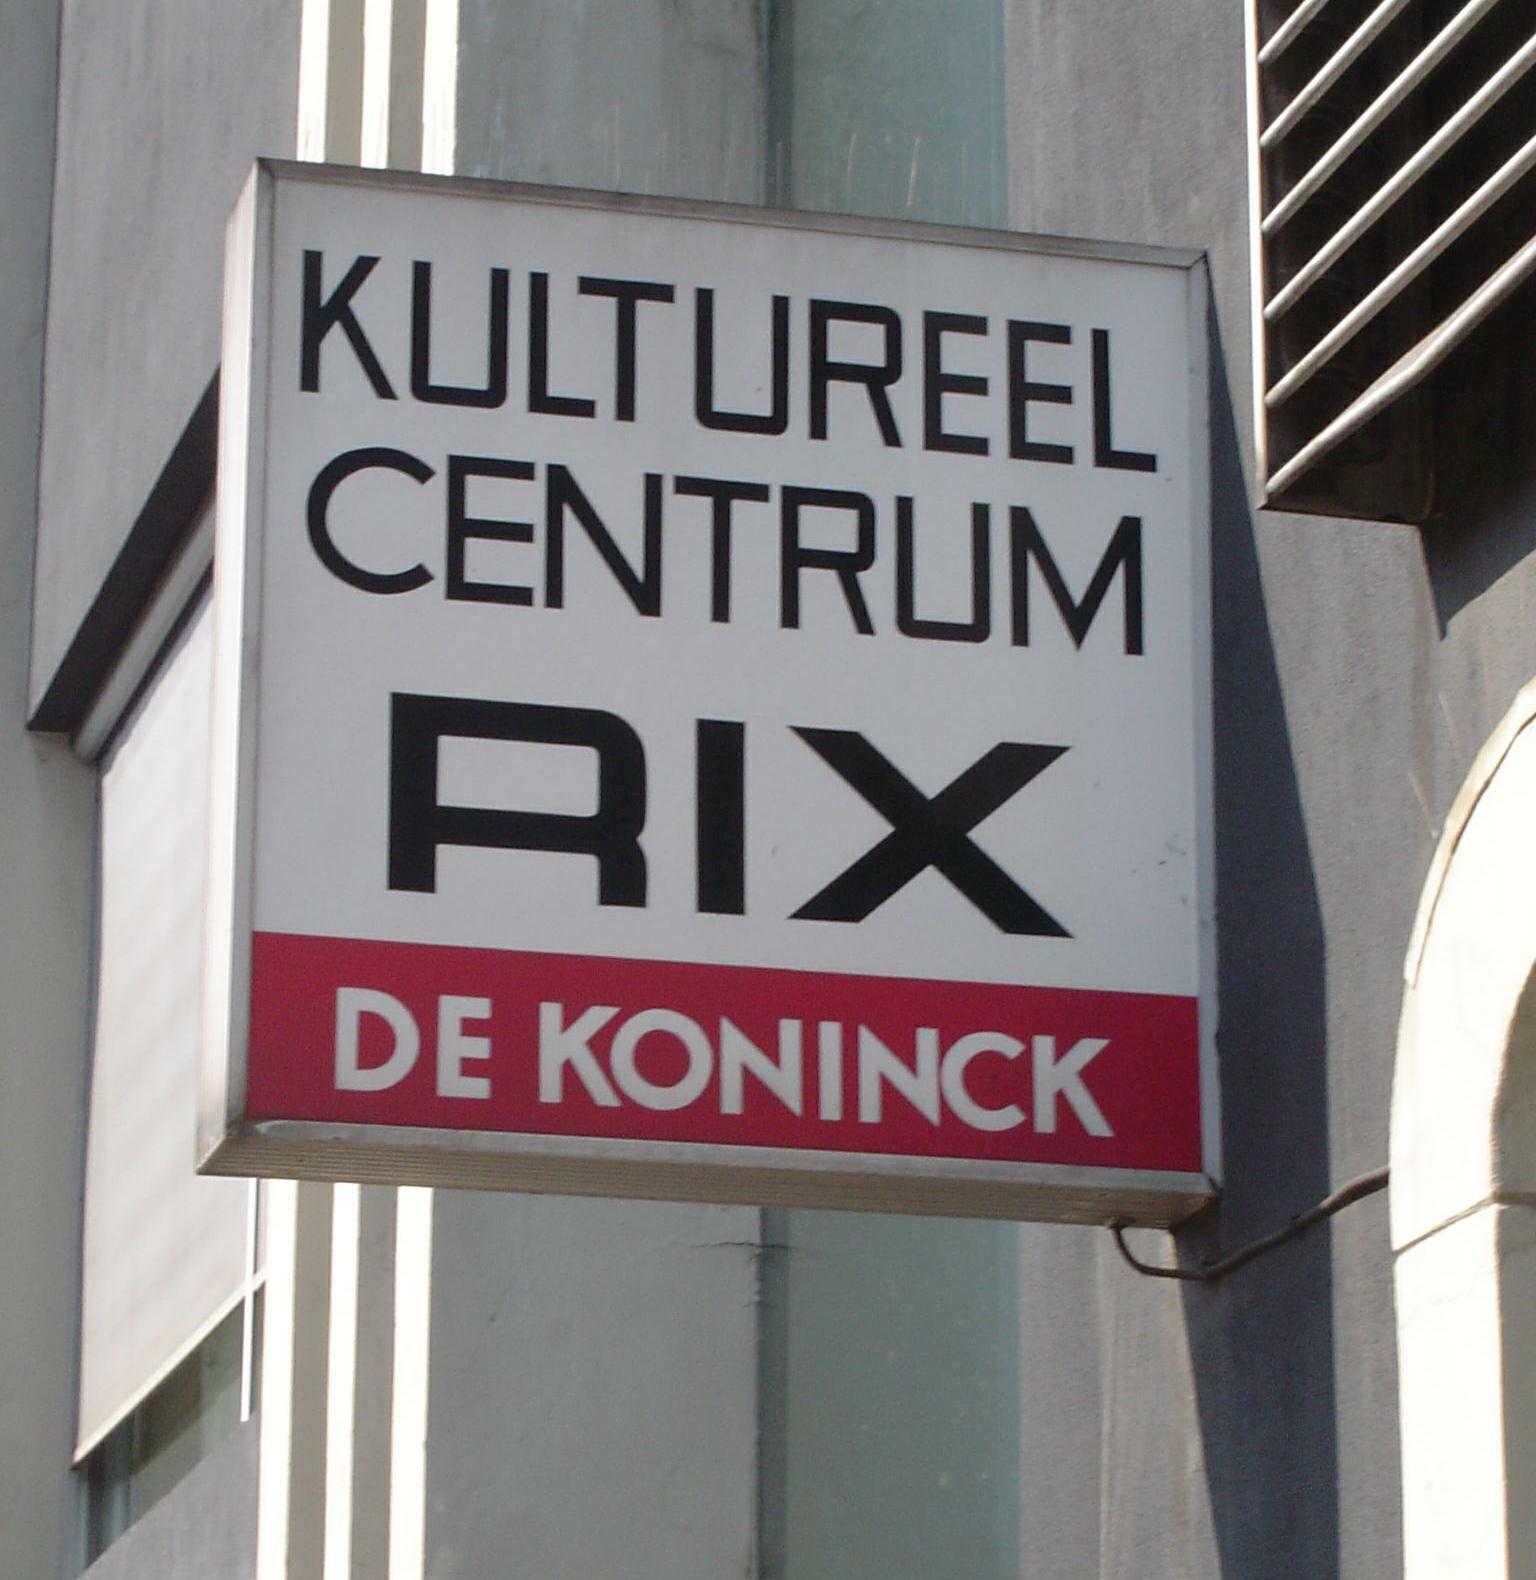 KULTUREEL
CENTRUM
RIX
DE KONINCK